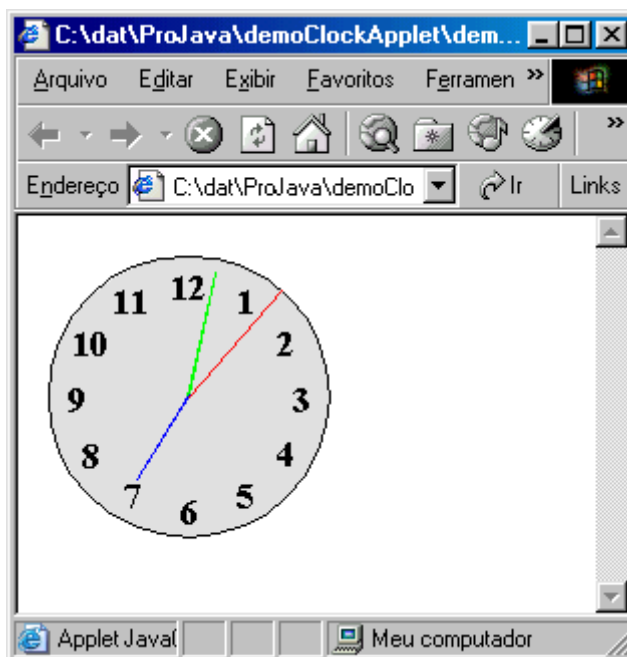 C:\dat\ProJava\demoClockApplet\dem...
Arquivo Editar Exibir Favoritos Ferramen »
»
Endereço C:\dat\ProJava\demoClo Ir Links
12
11 1
10 2
9 3
8 4
7 5
6
Applet Java( Meu computador